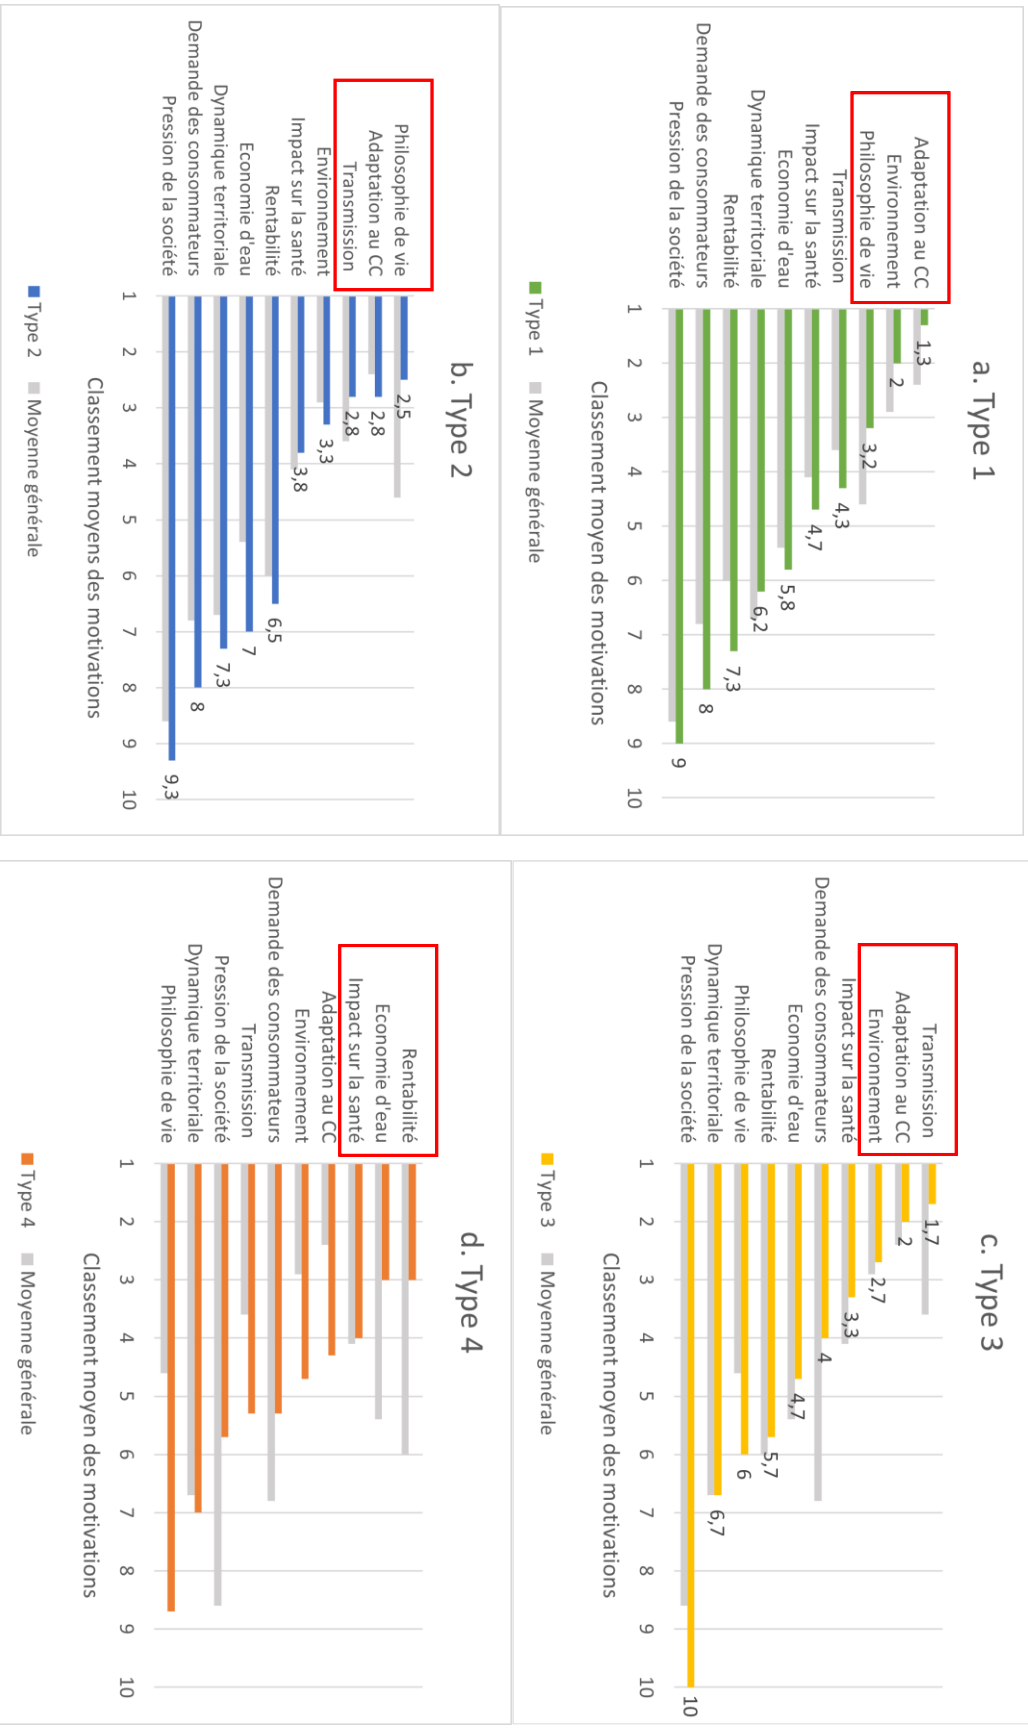 a. Type 1
Adaptation au CC
1,3
Environnement
2
Philosophie de vie
3,2
Transmission
4,3
Impact sur la santé
4,7
Economie d'eau
5,8
Dynamique territoriale
6,2
Rentabilité
7,3
Demande des consommateurs
8
Pression de la société
9
1 2 3 4 5 6 7 8 9 10
Classement moyen des motivations
Type 1 Moyenne générale
b. Type 2
Philosophie de vie
2,5
Adaptation au CC
2,8
Transmission
2,8
Environnement
3,3
Impact sur la santé
3,8
Rentabilité
6,5
Economie d'eau
7
Dynamique territoriale
7,3
Demande des consommateurs
8
Pression de la société
9,3
1 2 3 4 5 6 7 8 9 10
Classement moyens des motivations
Type 2 Moyenne générale
c. Type 3
Transmission
1,7
Adaptation au CC
2
Environnement
2,7
Impact sur la santé
3,3
Demande des consommateurs
4
Economie d'eau
4,7
Rentabilité
5,7
Philosophie de vie
6
Dynamique territoriale
6,7
Pression de la société
10
1 2 3 4 5 6 7 8 9 10
Classement moyen des motivations
Type 3 Moyenne générale
d. Type 4
Rentabilité
Economie d'eau
Impact sur la santé
Adaptation au CC
Environnement
Demande des consommateurs
Transmission
Pression de la société
Dynamique territoriale
Philosophie de vie
1 2 3 4 5 6 7 8 9 10
Classement moyen des motivations
Type 4 Moyenne générale